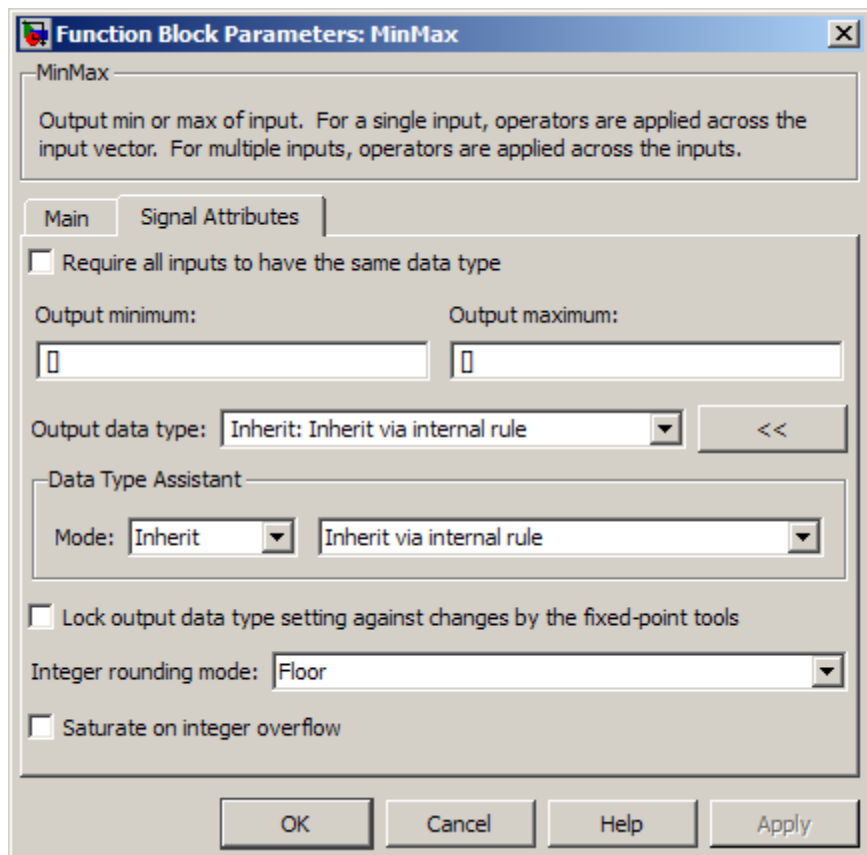 Function Block Parameters: MinMax
MinMax
Output min or max of input. For a single input, operators are applied across the
input vector. For multiple inputs, operators are applied across the inputs.
Main Signal Attributes
Require all inputs to have the same data type
Output minimum: Output maximum:
[] []
Output data type: Inherit: Inherit via internal rule <<
Data Type Assistant
Mode: Inherit Inherit via internal rule
Lock output data type setting against changes by the fixed-point tools
Integer rounding mode: Floor
Saturate on integer overflow
OK Cancel Help Apply